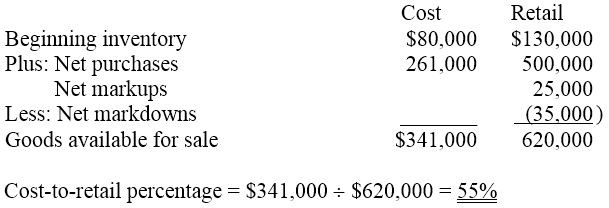 Cost Retail
Beginning inventory $80,000 $130,000
Plus: Net purchases 261,000 500,000
Net markups 25,000
Less: Net markdowns (35,000)
Goods available for sale $341,000 620,000
Cost-to-retail percentage = $341,000 ÷ $620,000 = 55%